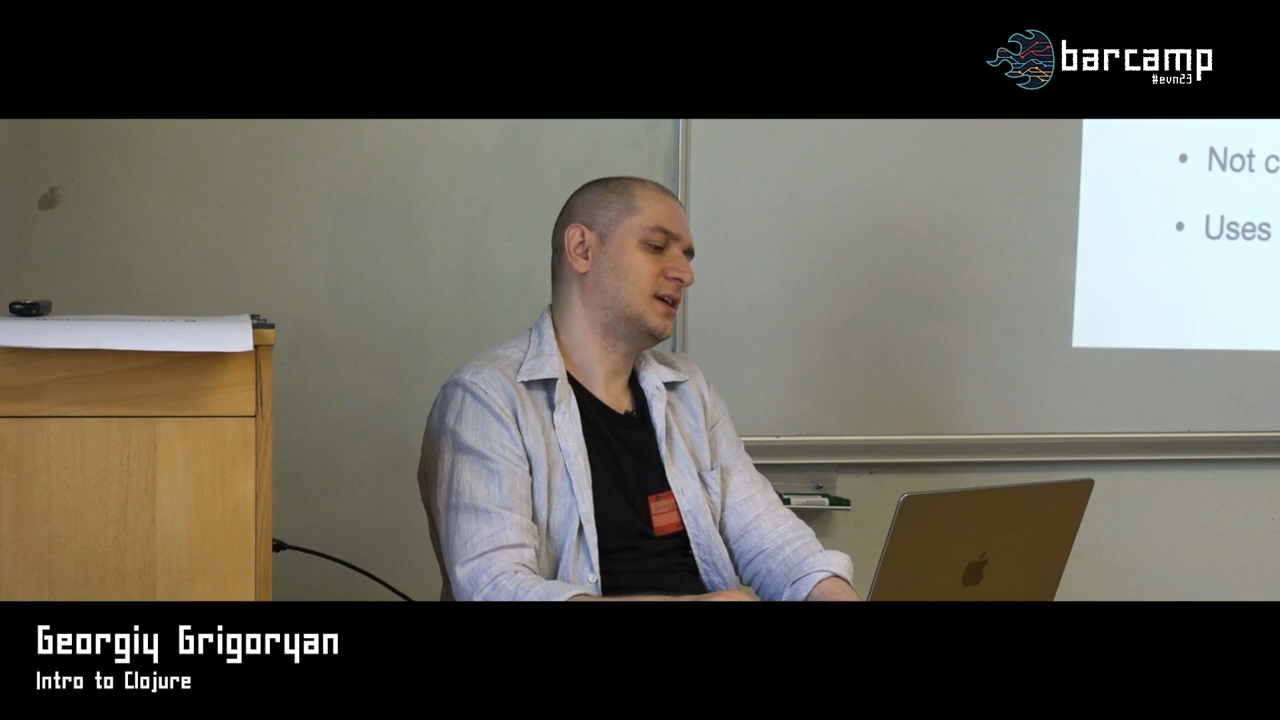 barcamp
#evn23
• Not c
• Uses
Georgiy Grigoryan
Intro to Clojure